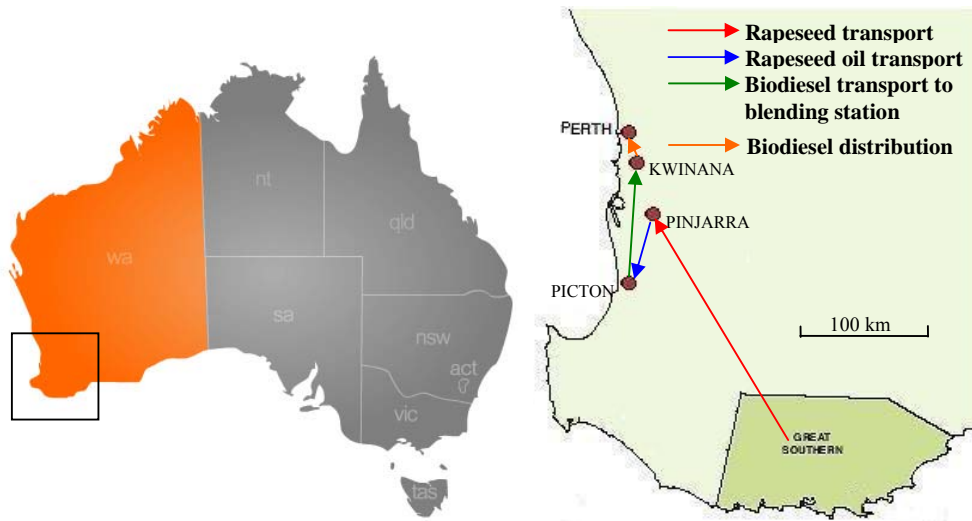 wa
nt
qld
sa
nsw
act
vic
tas
Rapeseed transport
Rapeseed oil transport
Biodiesel transport to
blending station
Biodiesel distribution
PERTH
KWINANA
PINJARRA
PICTON
100 km
GREAT
SOUTHERN